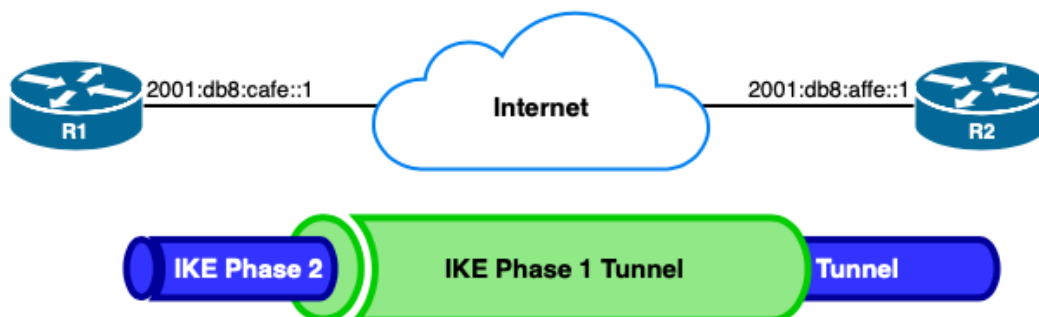 2001:db8:cafe::1
Internet
2001:db8:affe::1
R1
R2
IKE Phase 2
IKE Phase 1 Tunnel
Tunnel